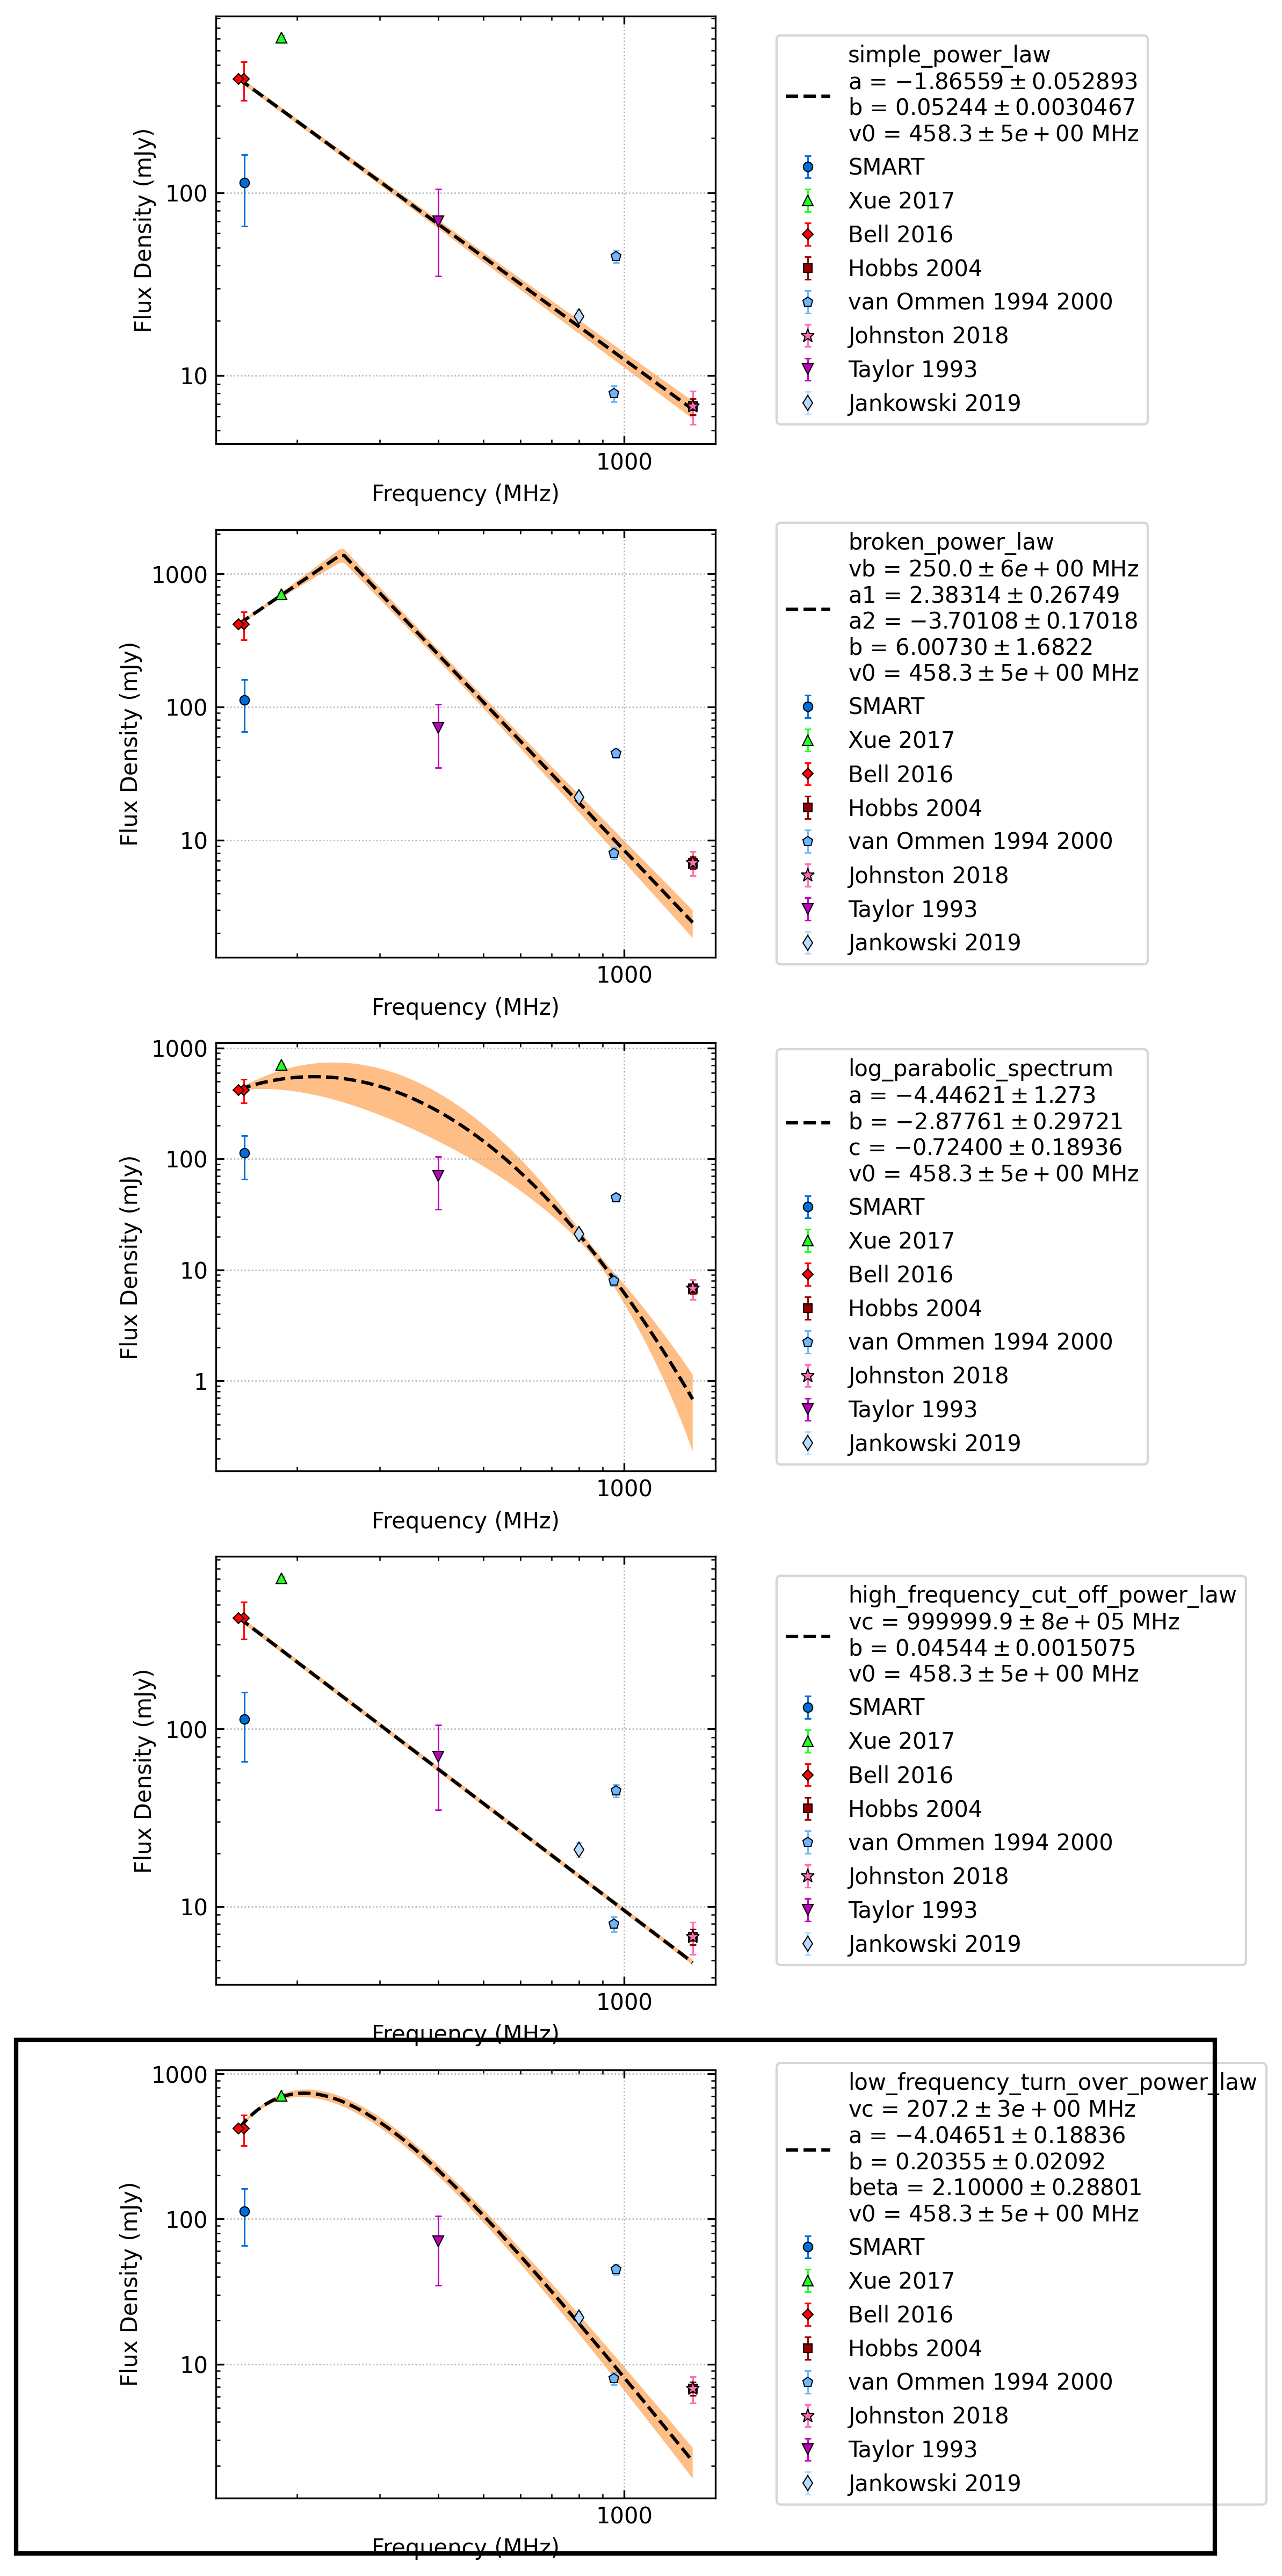 Flux Density (mJy)
100
10
1000
Frequency (MHz)
simple_power_law
a = −1.86559 ± 0.052893
b = 0.05244 ± 0.0030467
v0 = 458.3 ± 5e + 00 MHz
SMART
Xue 2017
Bell 2016
Hobbs 2004
van Ommen 1994 2000
Johnston 2018
Taylor 1993
Jankowski 2019
Flux Density (mJy)
1000
100
10
1000
Frequency (MHz)
broken_power_law
vb = 250.0 ± 6e + 00 MHz
a1 = 2.38314 ± 0.26749
a2 = −3.70108 ± 0.17018
b = 6.00730 ± 1.6822
v0 = 458.3 ± 5e + 00 MHz
SMART
Xue 2017
Bell 2016
Hobbs 2004
van Ommen 1994 2000
Johnston 2018
Taylor 1993
Jankowski 2019
Flux Density (mJy)
1000
100
10
1
1000
Frequency (MHz)
log_parabolic_spectrum
a = −4.44621 ± 1.273
b = −2.87761 ± 0.29721
c = −0.72400 ± 0.18936
v0 = 458.3 ± 5e + 00 MHz
SMART
Xue 2017
Bell 2016
Hobbs 2004
van Ommen 1994 2000
Johnston 2018
Taylor 1993
Jankowski 2019
Flux Density (mJy)
100
10
1000
Frequency (MHz)
high_frequency_cut_off_power_law
vc = 999999.9 ± 8e + 05 MHz
b = 0.04544 ± 0.0015075
v0 = 458.3 ± 5e + 00 MHz
SMART
Xue 2017
Bell 2016
Hobbs 2004
van Ommen 1994 2000
Johnston 2018
Taylor 1993
Jankowski 2019
Flux Density (mJy)
1000
100
10
1000
Frequency (MHz)
low_frequency_turn_over_power_law
vc = 207.2 ± 3e + 00 MHz
a = −4.04651 ± 0.18836
b = 0.20355 ± 0.02092
beta = 2.10000 ± 0.28801
v0 = 458.3 ± 5e + 00 MHz
SMART
Xue 2017
Bell 2016
Hobbs 2004
van Ommen 1994 2000
Johnston 2018
Taylor 1993
Jankowski 2019